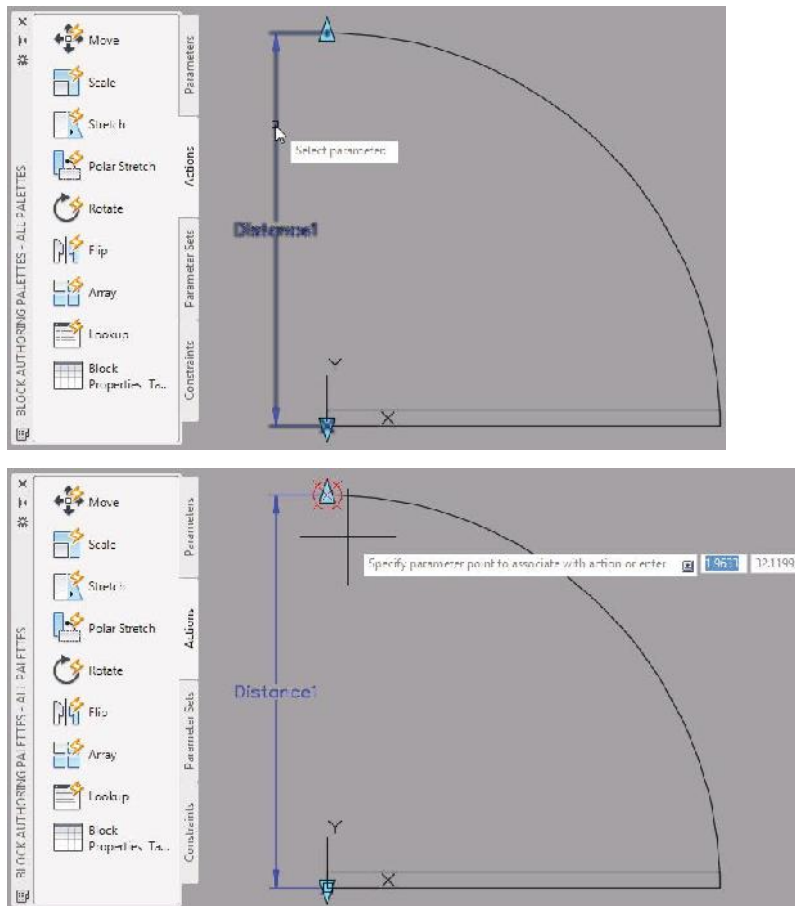 Move
Scale
Stretch
Polar Stretch
Rotate
Flip
Array
Lookup
Block
Properties Ta...
Parameters
Actions
Parameter Sets
Constraints
BLOCK AUTHORING PALETTES - ALL PALETTES
Select parameter:
Distance1
Y
X
Move
Scale
Stretch
Polar Stretch
Rotate
Flip
Array
Lookup
Block
Properties Ta...
Parameters
Actions
Parameter Sets
Constraints
BLOCK AUTHORING PALETTES - ALL PALETTES
Specify parameter point to associate with action or enter
32.1199
Distance1
Y
X